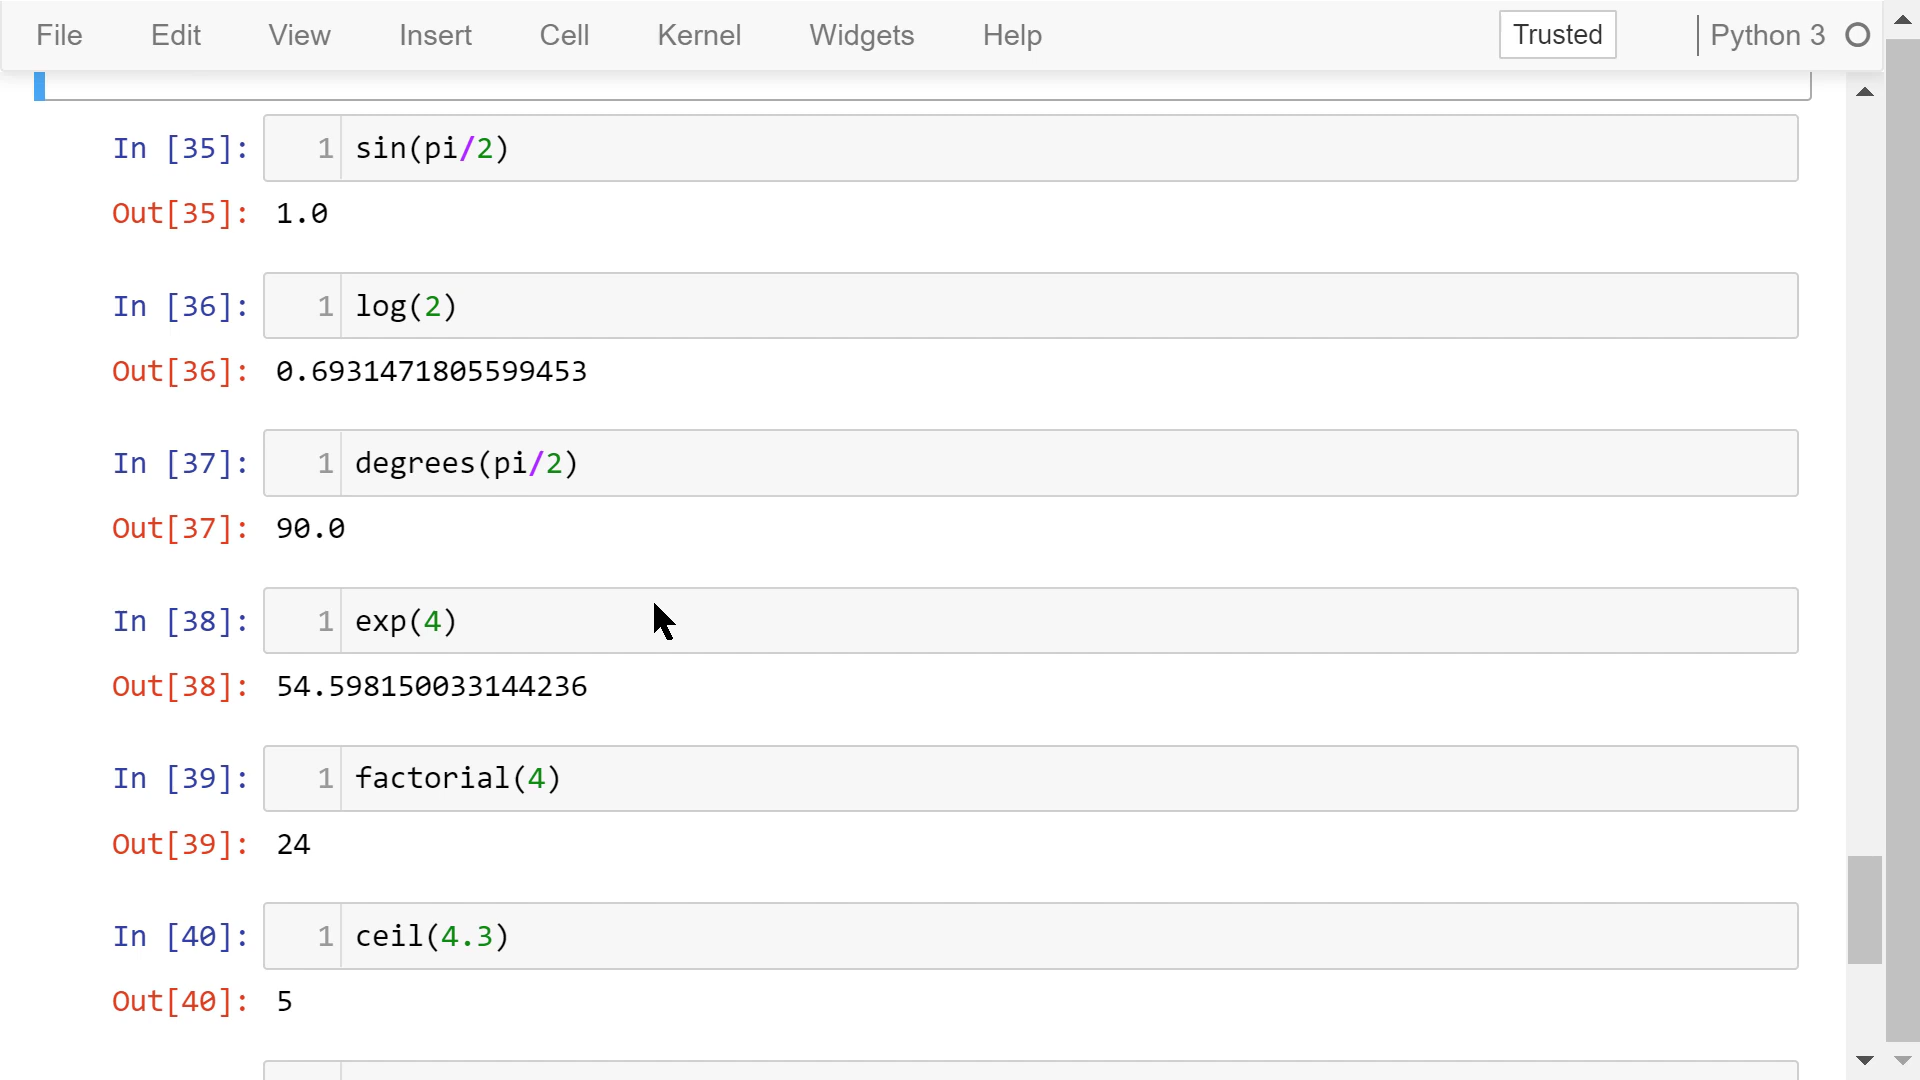 File Edit View Insert Cell Kernel Widgets Help Trusted Python 3
In [35]: 1 sin(pi/2)
Out[35]: 1.0
In [36]: 1 log(2)
Out[36]: 0.6931471805599453
In [37]: 1 degrees(pi/2)
Out[37]: 90.0
In [38]: 1 exp(4)
Out[38]: 54.598150033144236
In [39]: 1 factorial(4)
Out[39]: 24
In [40]: 1 ceil(4.3)
Out[40]: 5